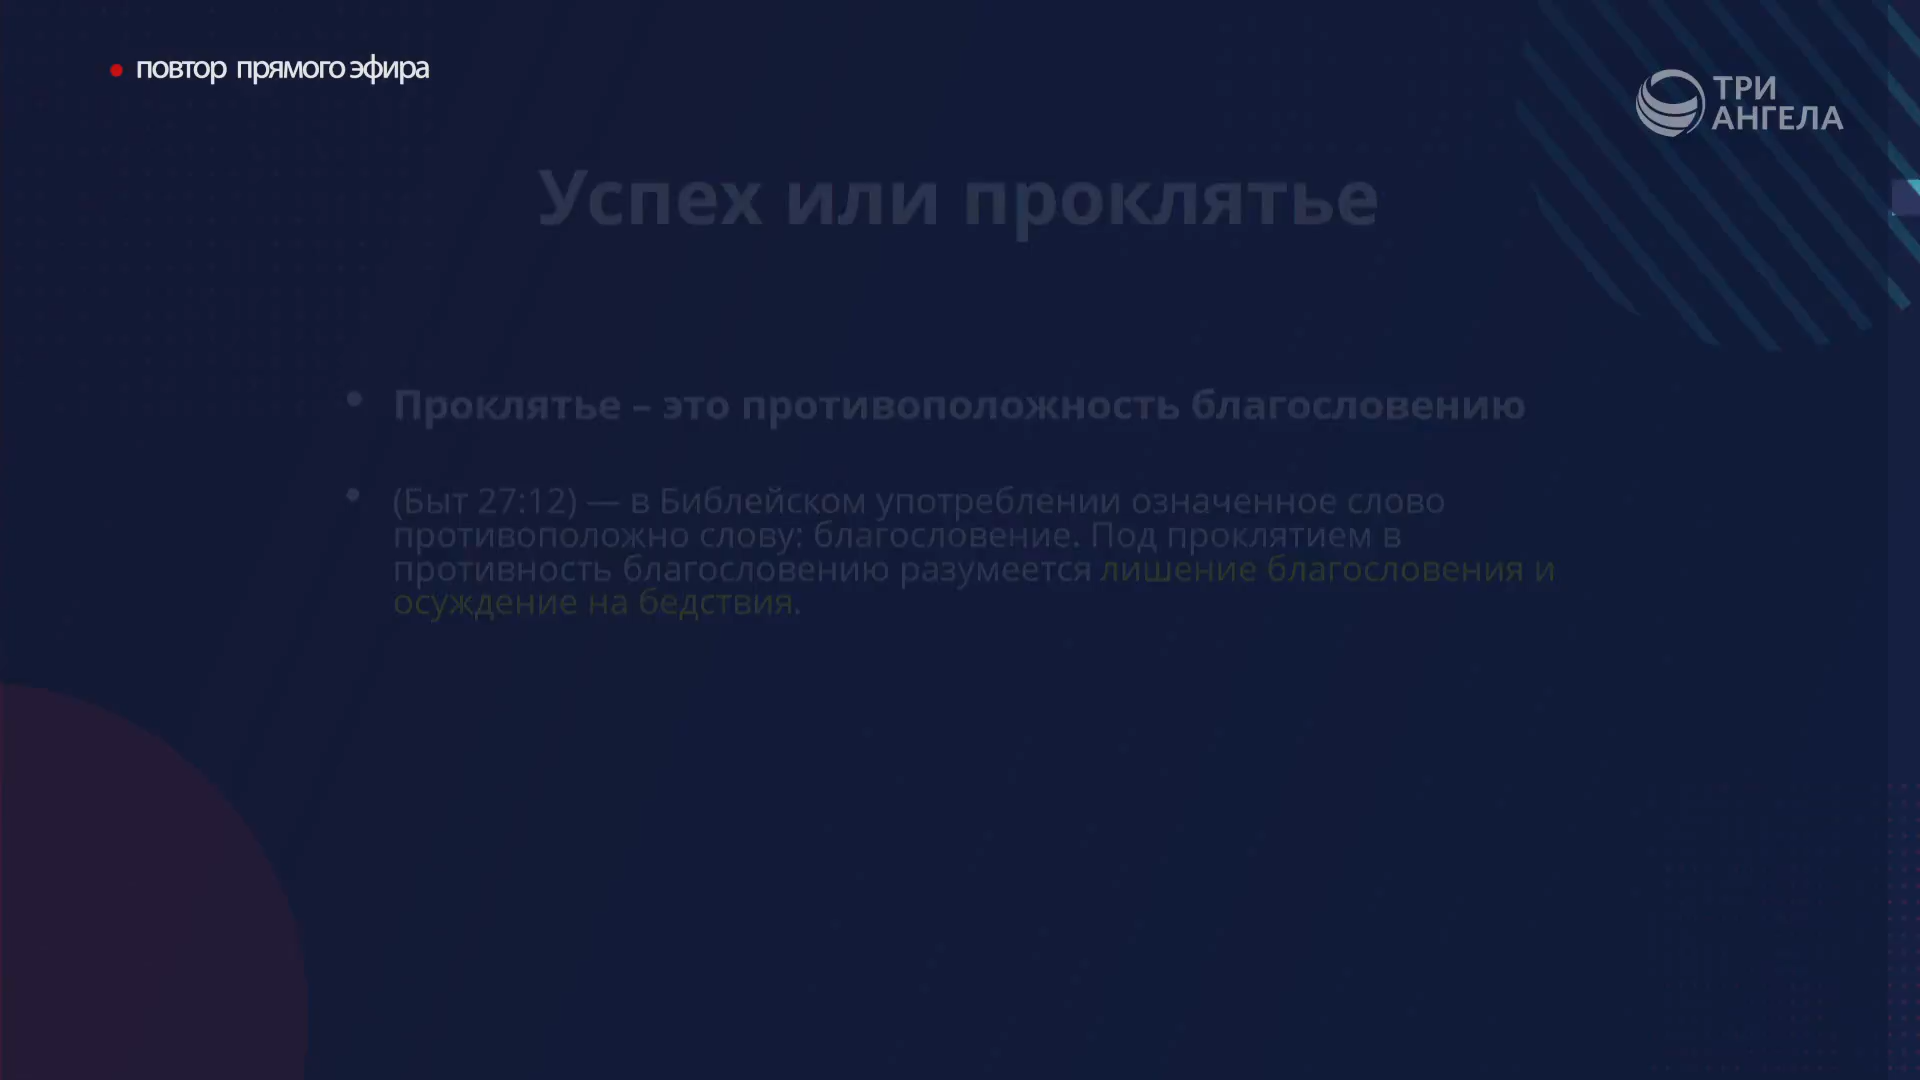 повтор прямого эфира
ТРИ
АНГЕЛА
Успех или проклятье
• Проклятье – это противоположность благословению
• (Быт 27:12) — в Библейском употреблении означенное слово
противоположно слову: благословение. Под проклятием в
противность благословению разумеется лишение благословения и
осуждение на бедствия.